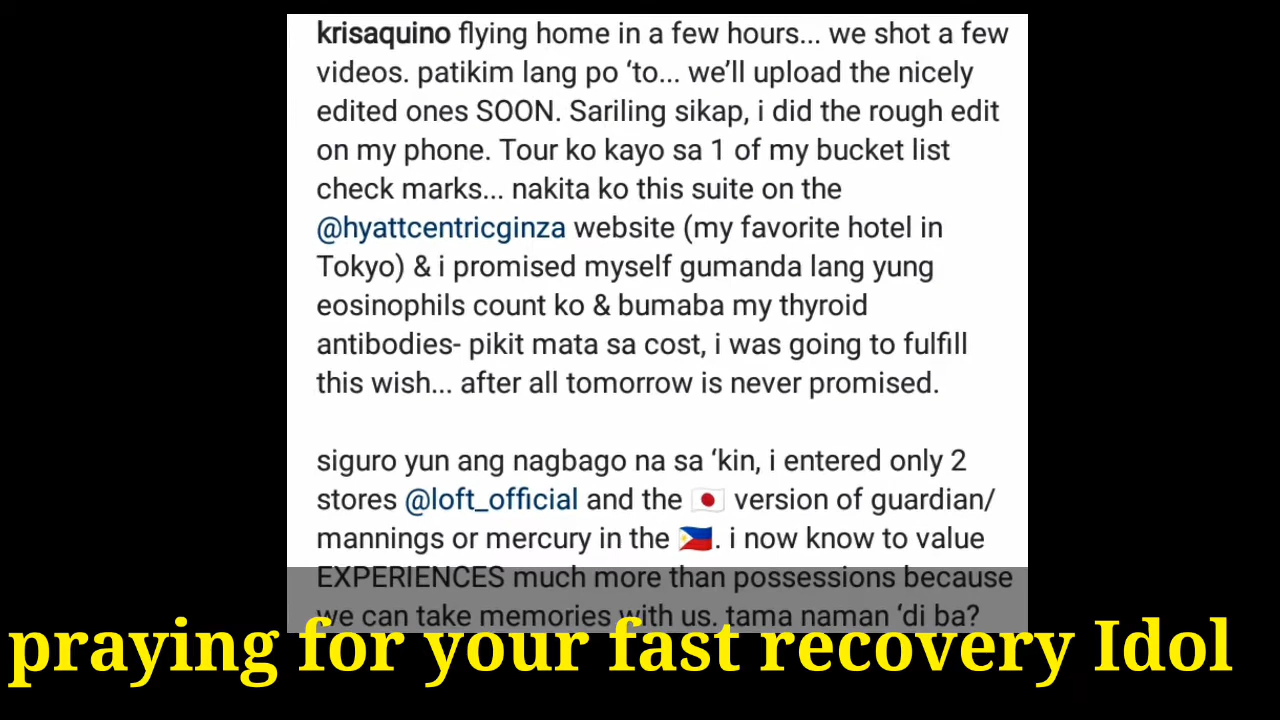 krisaquino flying home in a few hours... we shot a few
videos. patikim lang po ‘to... we’ll upload the nicely
edited ones SOON. Sariling sikap, i did the rough edit
on my phone. Tour ko kayo sa 1 of my bucket list
check marks... nakita ko this suite on the
@hyattcentricginza website (my favorite hotel in
Tokyo) & i promised myself gumanda lang yung
eosinophils count ko & bumaba my thyroid
antibodies- pikit mata sa cost, i was going to fulfill
this wish... after all tomorrow is never promised.
siguro yun ang nagbago na sa ‘kin, i entered only 2
stores @loft_official and the 🇯🇵 version of guardian/
mannings or mercury in the 🇵🇭. i now know to value
EXPERIENCES much more than possessions because
we can take memories with us. tama naman ‘di ba?
praying for your fast recovery Idol